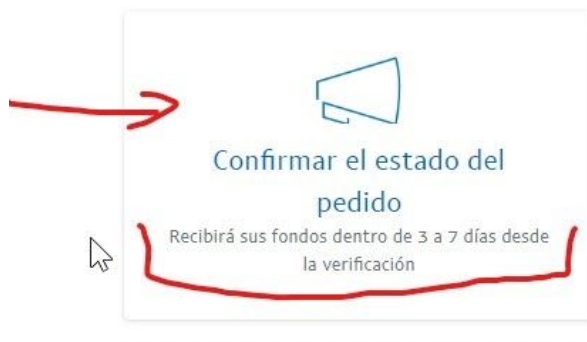 Confirmar el estado del
pedido
Recibirá sus fondos dentro de 3 a 7 días desde
la verificación